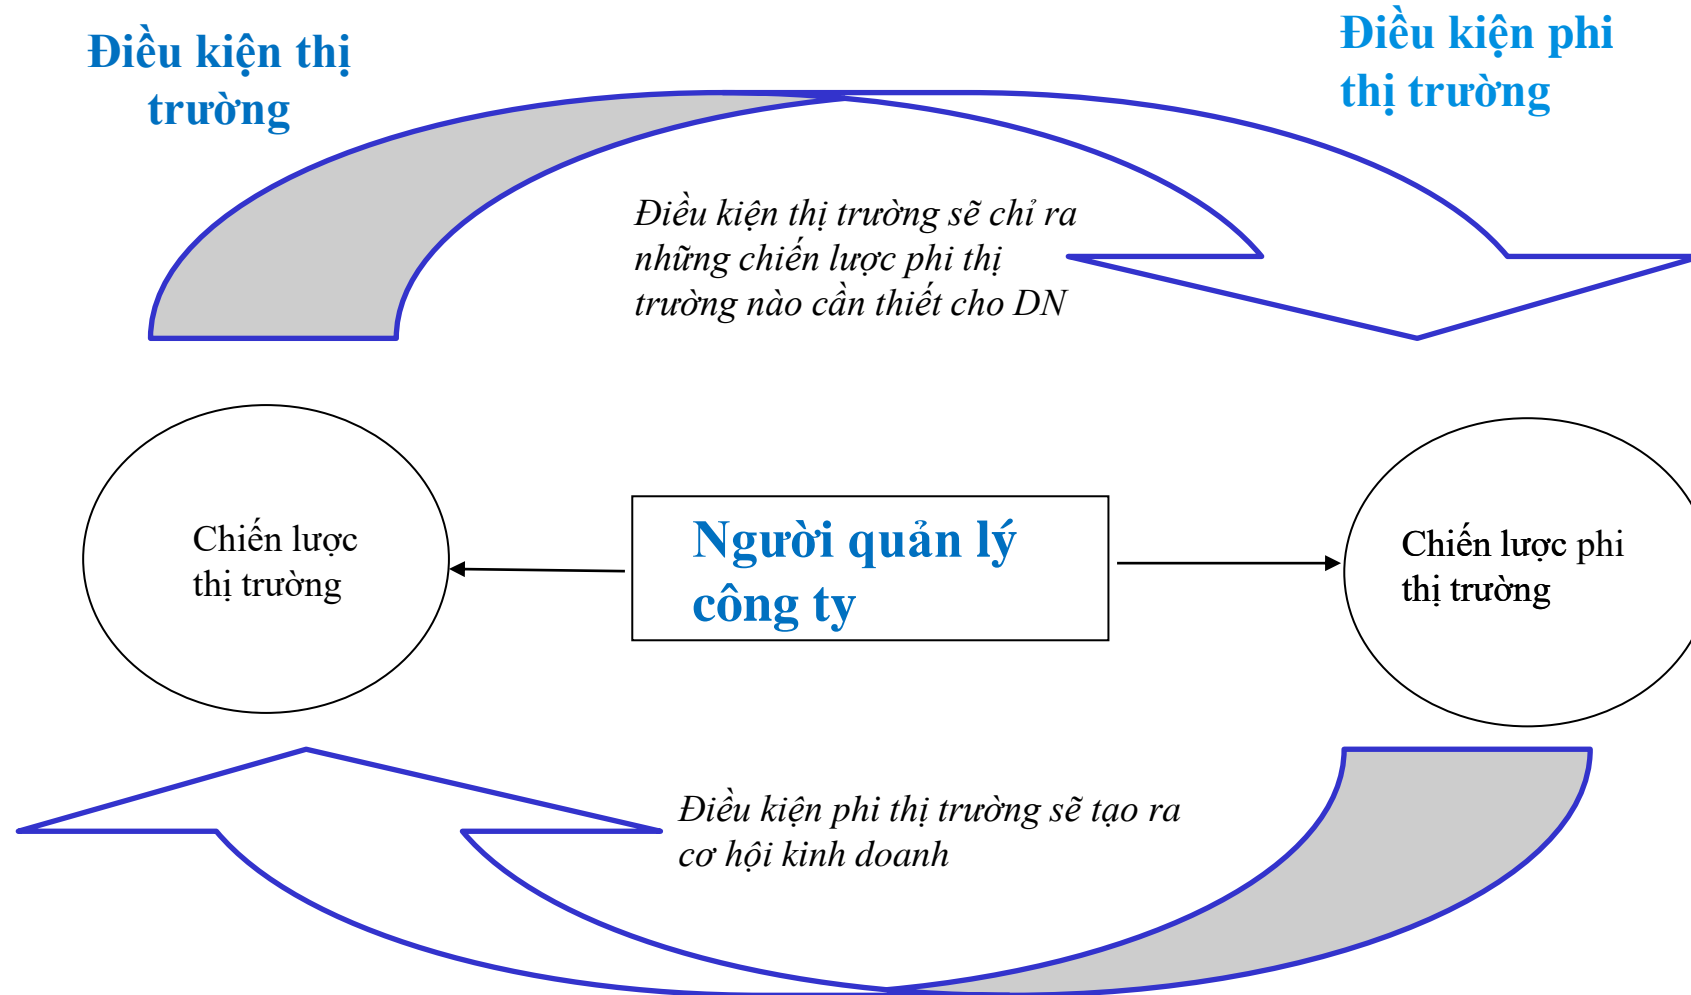 Điều kiện thị
trường
Điều kiện phi
thị trường
Điều kiện thị trường sẽ chỉ ra
những chiến lược phi thị
trường nào cần thiết cho DN
Chiến lược
thị trường
Người quản lý
công ty
Chiến lược phi
thị trường
Điều kiện phi thị trường sẽ tạo ra
cơ hội kinh doanh